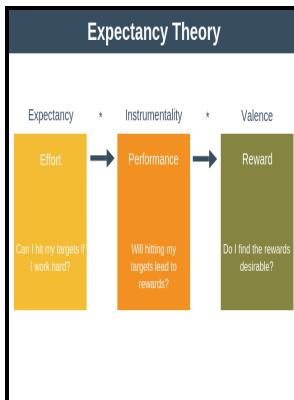 Expectancy Theory
Expectancy * Instrumentality * Valence
Effort
Performance
Reward
Can I hit my targets if
I work hard?
Will hitting my
targets lead to
rewards?
Do I find the rewards
desirable?